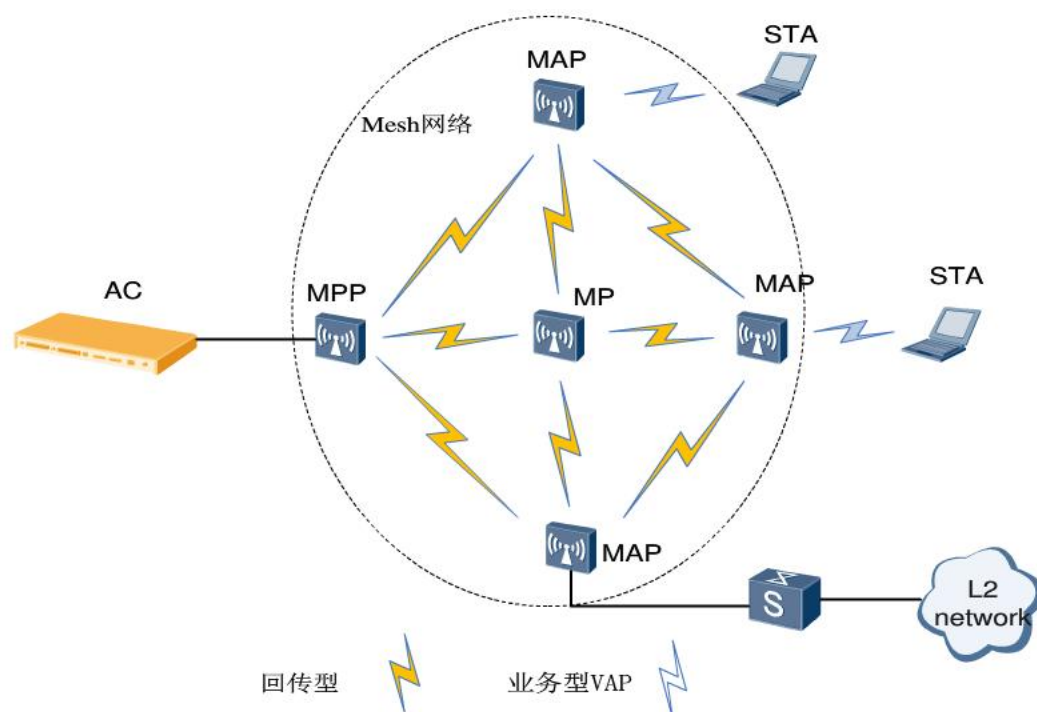 MAP
STA
Mesh网络
AC
MPP
MP
MAP
STA
MAP
S
L2
network
回传型
业务型VAP